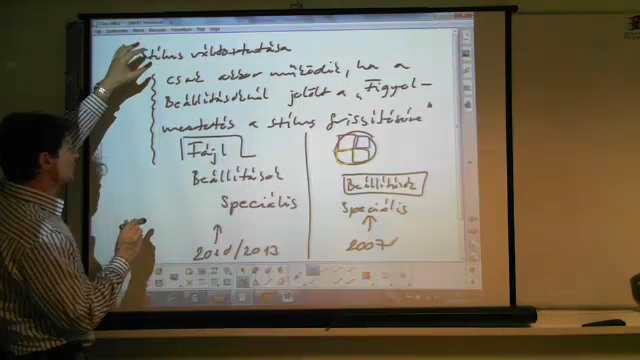 Stílus változtatása
csak akkor működik, ha a
Beállításoknál jelölt a „Figyel-
meztetés a stílus frissítésére"
Fájl
Beállítások
Speciális
2010/2013
Beállítások
Speciális
2007